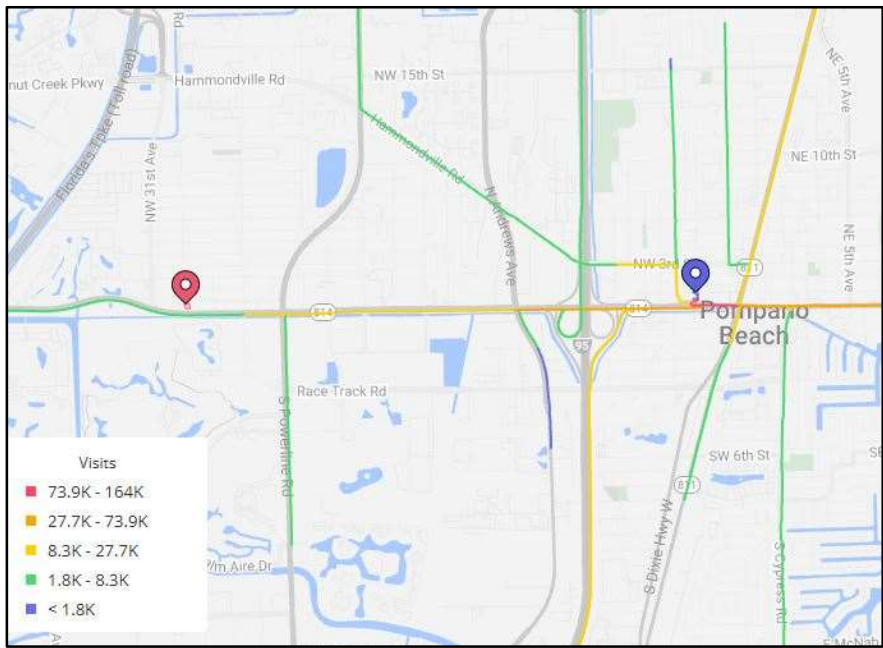 nut Creek Pkwy
Rd
Hammondville Rd
NW 15th St
NE 5th Ave
Florida's Tpke (Toll road)
NW 31st Ave
Hammondville Rd
N Andrews Ave
NE 10th St
NW 3rd
811
NE 5th Ave
814
814
Pompano
Beach
95
Race Track Rd
S Powerline Rd
SW 6th St
811
S Dixie Hwy W
S Cypress Rd
m Aire Dr
E McNab
Visits
73.9K - 164K
27.7K - 73.9K
8.3K - 27.7K
1.8K - 8.3K
< 1.8K